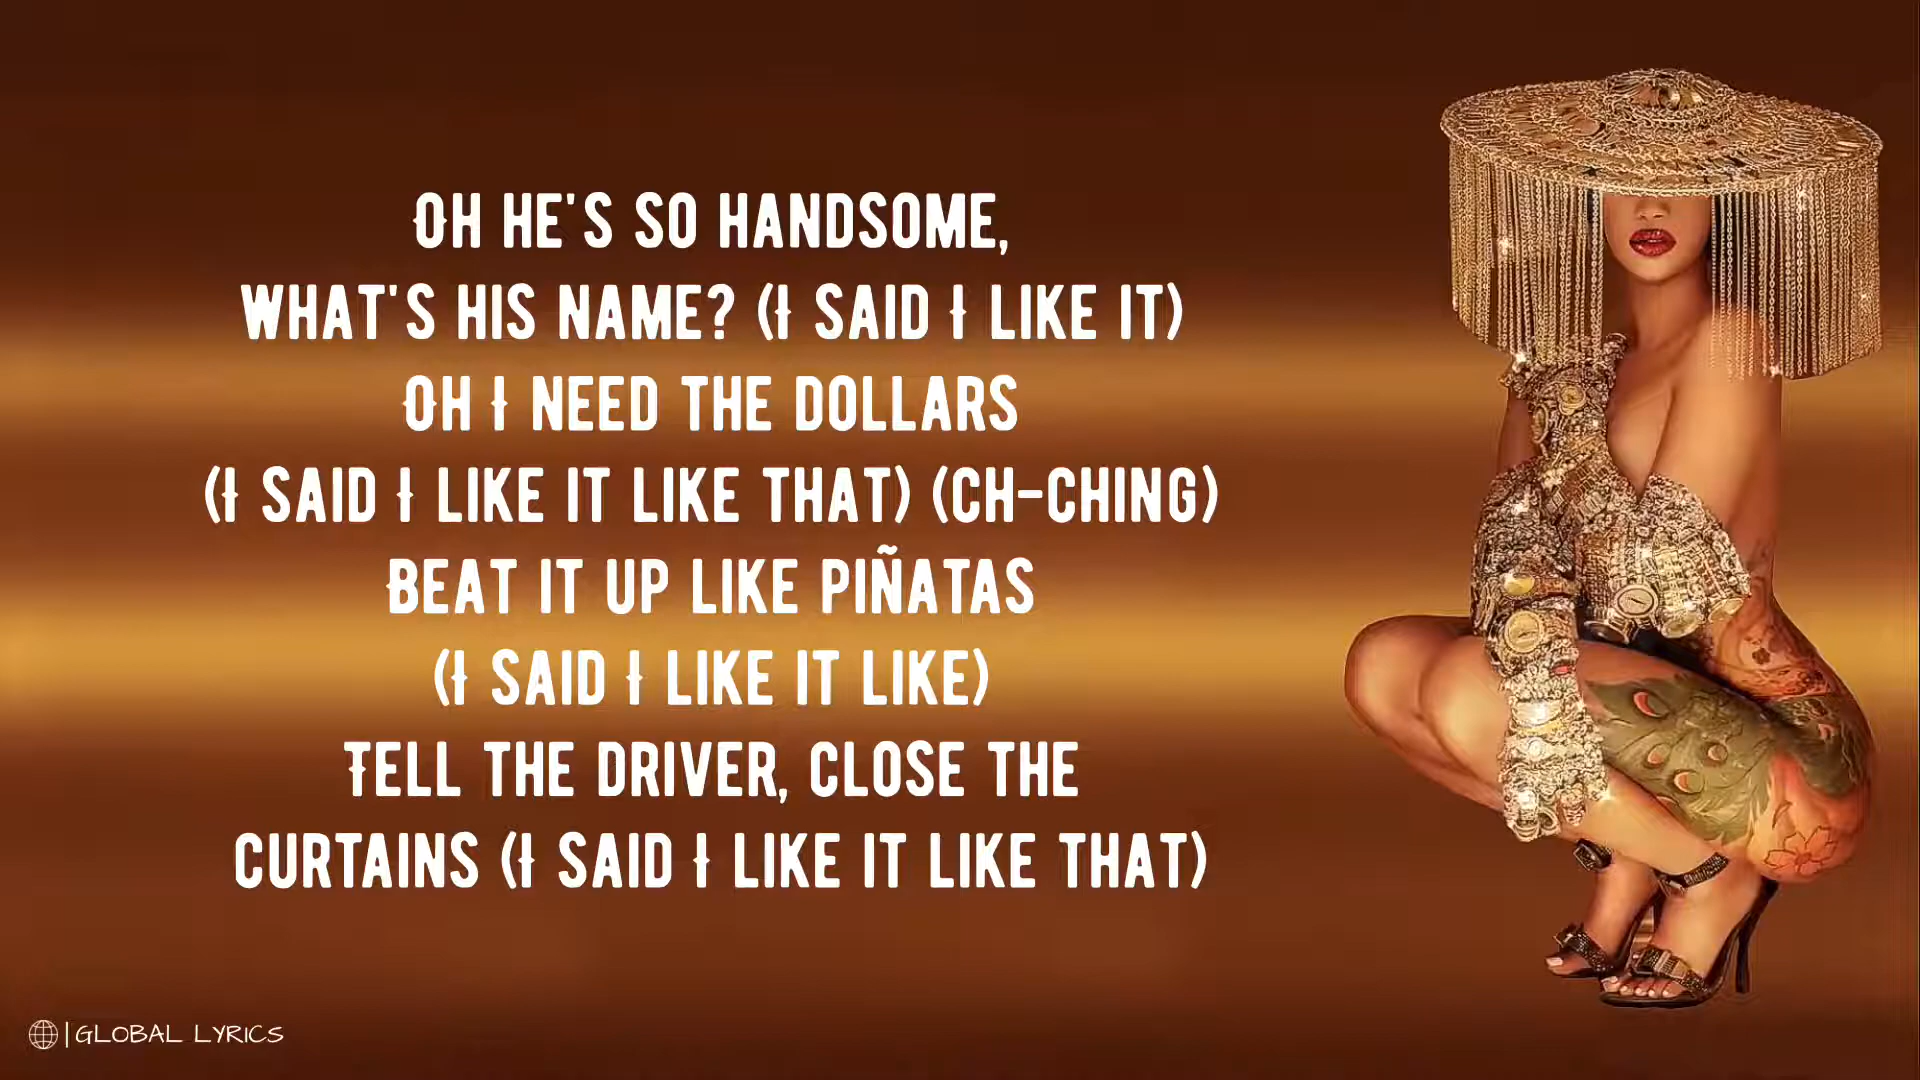 OH HE'S SO HANDSOME,
WHAT'S HIS NAME? (I SAID I LIKE IT)
OH I NEED THE DOLLARS
(I SAID I LIKE IT LIKE THAT) (CH-CHING)
BEAT IT UP LIKE PIÑATAS
(I SAID I LIKE IT LIKE)
TELL THE DRIVER, CLOSE THE
CURTAINS (I SAID I LIKE IT LIKE THAT)
|GLOBAL LYRICS